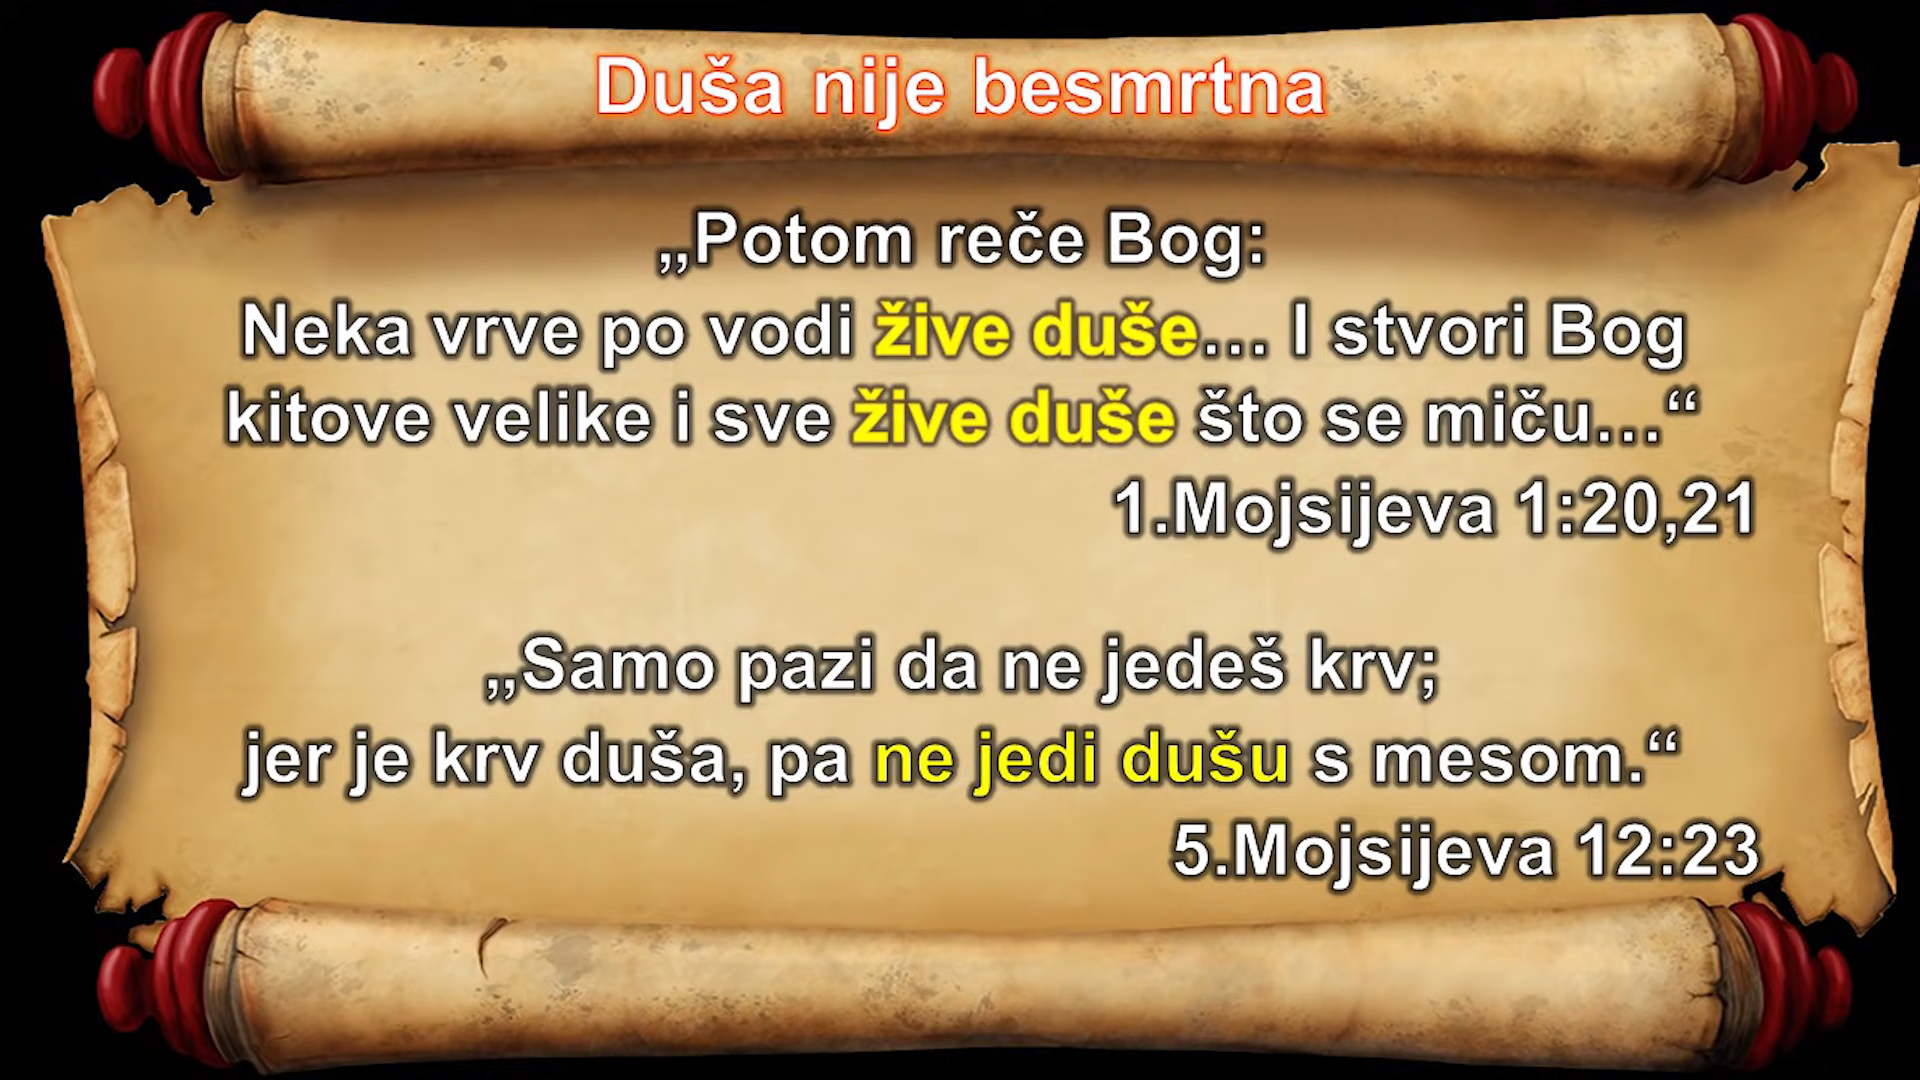 Duša nije besmrtna
„Potom reče Bog:
Neka vrve po vodi žive duše... I stvori Bog
kitove velike i sve žive duše što se miču...“
1.Mojsijeva 1:20,21
„Samo pazi da ne jedeš krv;
jer je krv duša, pa ne jedi dušu s mesom.“
5.Mojsijeva 12:23